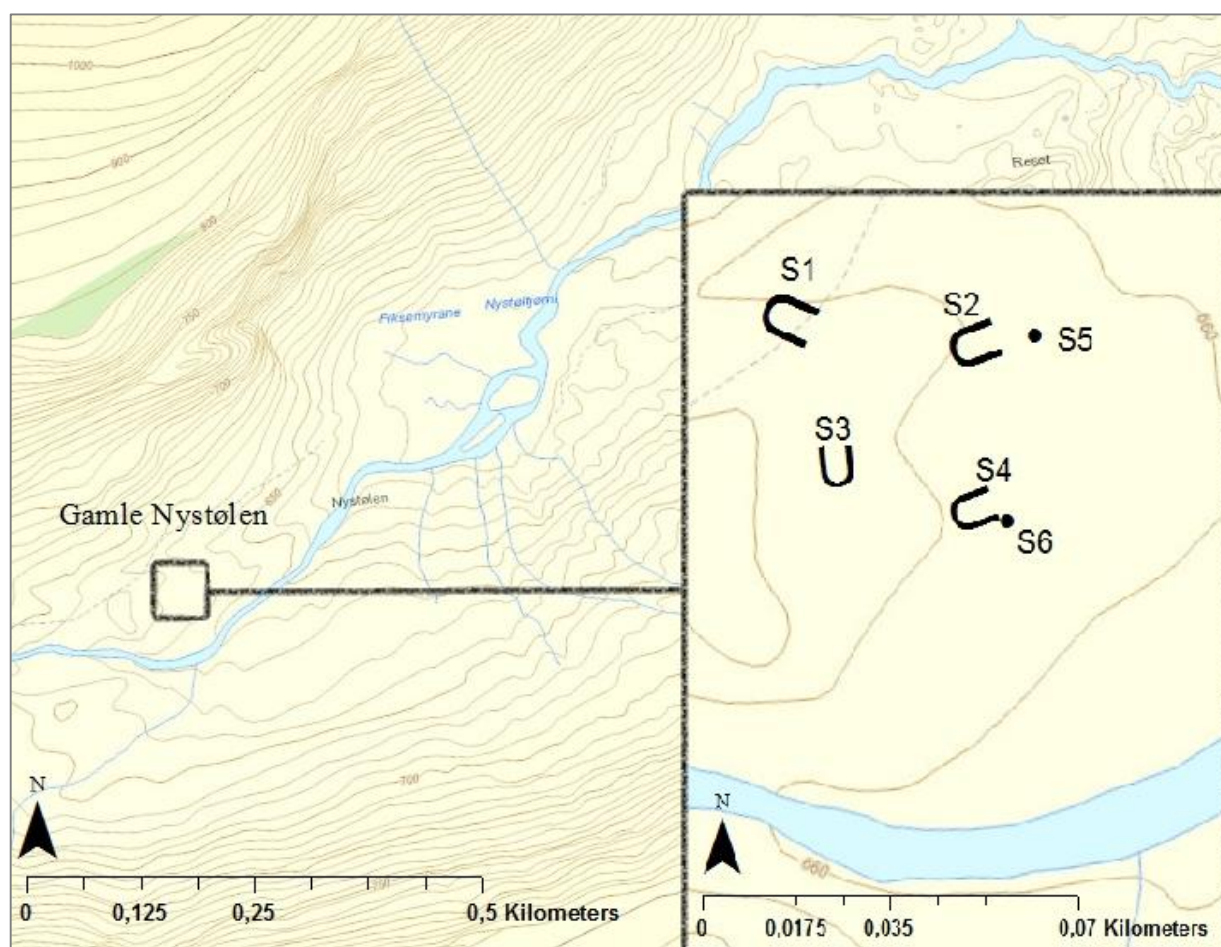 1000
900
800
750
700
650
Fiksemyrane
Nystøltjørni
Reset
Nystølen
Gamle Nystølen
700
N
0
0,125
0,25
0,5 Kilometers
S1
S2
S5
S3
S4
S6
660
660
N
0
0,0175
0,035
0,07 Kilometers